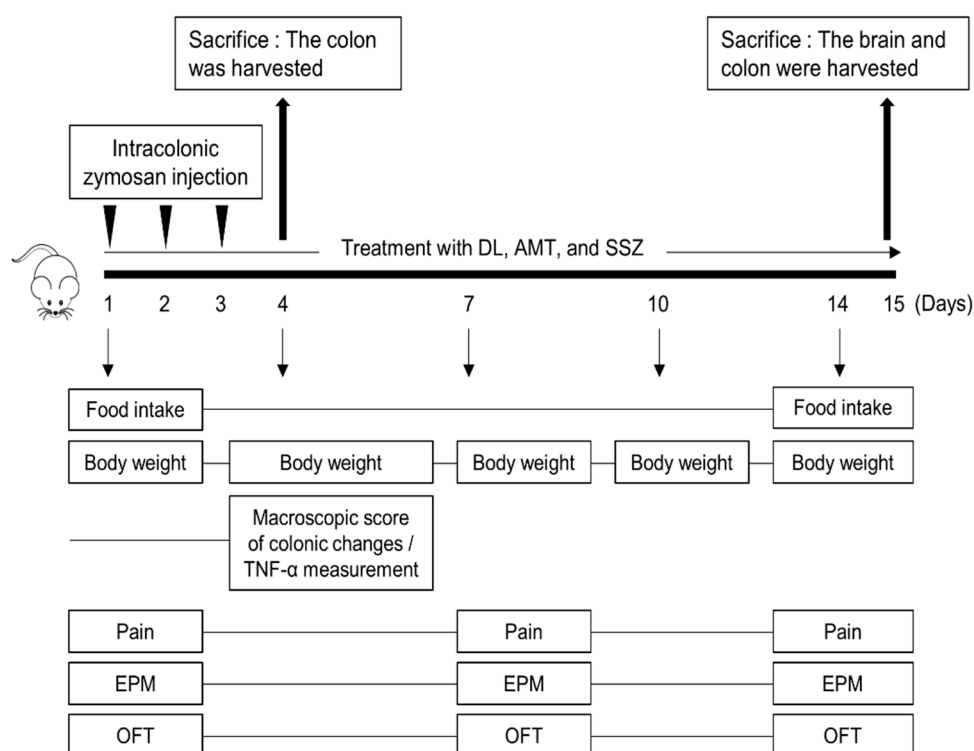 Sacrifice : The colon
was harvested
Sacrifice : The brain and
colon were harvested
Intracolonic
zymosan injection
Treatment with DL, AMT, and SSZ
1 2 3 4 7 10 14 15 (Days)
Food intake Food intake
Body weight Body weight Body weight Body weight Body weight
Macroscopic score
of colonic changes /
TNF-α measurement
Pain Pain Pain
EPM EPM EPM
OFT OFT OFT